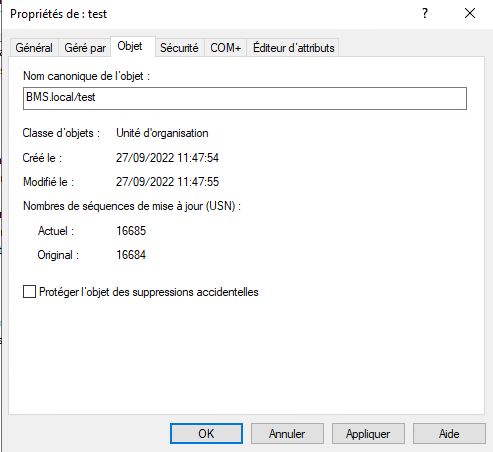 Propriétés de : test
?
Général Géré par Objet Sécurité COM+ Éditeur d'attributs
Nom canonique de l'objet :
BMS.local/test
Classe d'objets : Unité d'organisation
Créé le : 27/09/2022 11:47:54
Modifié le : 27/09/2022 11:47:55
Nombres de séquences de mise à jour (USN) :
Actuel : 16685
Original : 16684
Protéger l'objet des suppressions accidentelles
OK Annuler Appliquer Aide